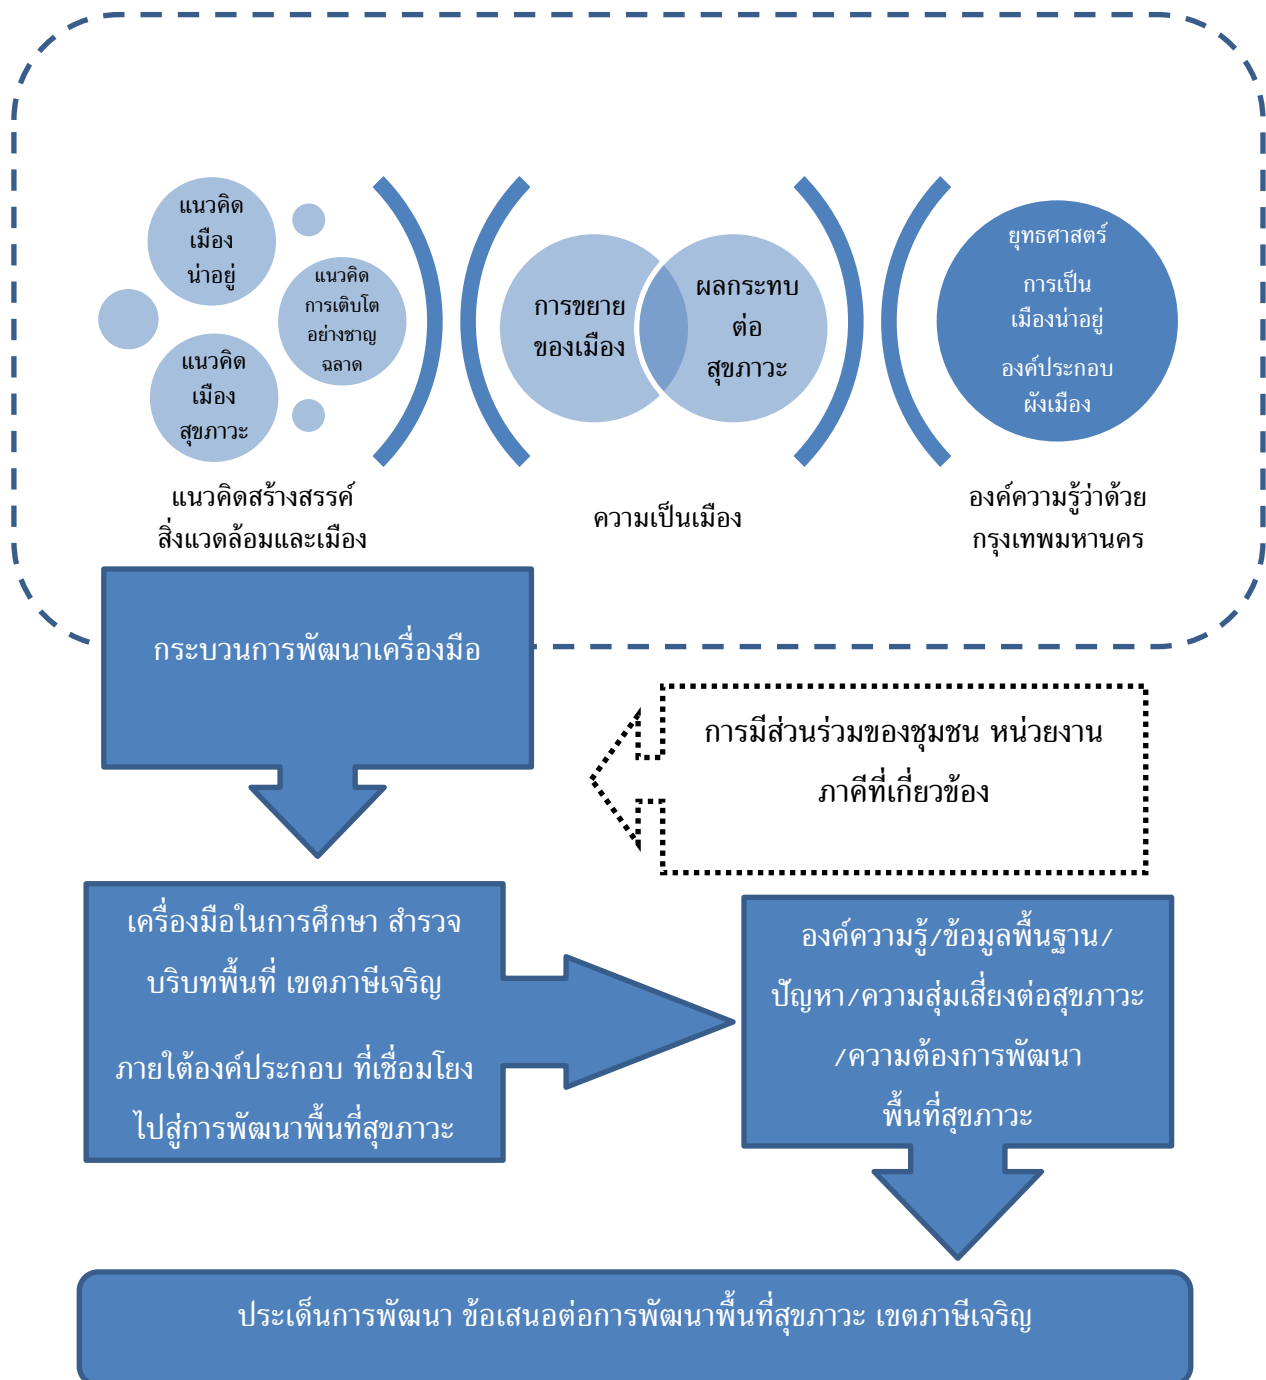 แนวคิด
เมือง
น่าอยู่
แนวคิด
การเติบโต
อย่างชาญ
ฉลาด
แนวคิด
เมือง
สุขภาวะ
แนวคิดสร้างสรรค์
สิ่งแวดล้อมและเมือง
การขยาย
ของเมือง
ผลกระทบ
ต่อ
สุขภาวะ
ความเป็นเมือง
ยุทธศาสตร์
การเป็น
เมืองน่าอยู่
องค์ประกอบ
ผังเมือง
องค์ความรู้ว่าด้วย
กรุงเทพมหานคร
กระบวนการพัฒนาเครื่องมือ
การมีส่วนร่วมของชุมชน หน่วยงาน
ภาคีที่เกี่ยวข้อง
เครื่องมือในการศึกษา สำรวจ
บริบทพื้นที่ เขตภาษีเจริญ
ภายใต้องค์ประกอบ ที่เชื่อมโยง
ไปสู่การพัฒนาพื้นที่สุขภาวะ
องค์ความรู้/ข้อมูลพื้นฐาน/
ปัญหา/ความสุ่มเสี่ยงต่อสุขภาวะ
/ความต้องการพัฒนา
พื้นที่สุขภาวะ
ประเด็นการพัฒนา ข้อเสนอต่อการพัฒนาพื้นที่สุขภาวะ เขตภาษีเจริญ